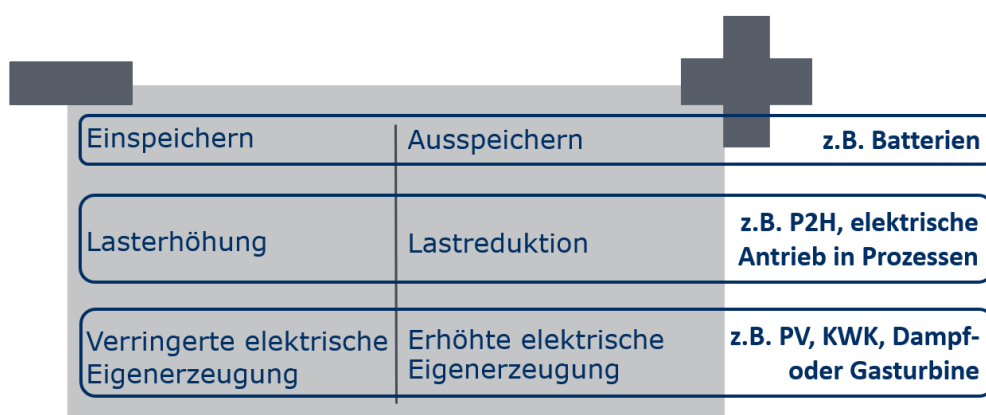 Einspeichern
Ausspeichern
z.B. Batterien
Lasterhöhung
Lastreduktion
z.B. P2H, elektrische
Antrieb in Prozessen
Verringerte elektrische
Eigenerzeugung
Erhöhte elektrische
Eigenerzeugung
z.B. PV, KWK, Dampf-
oder Gasturbine